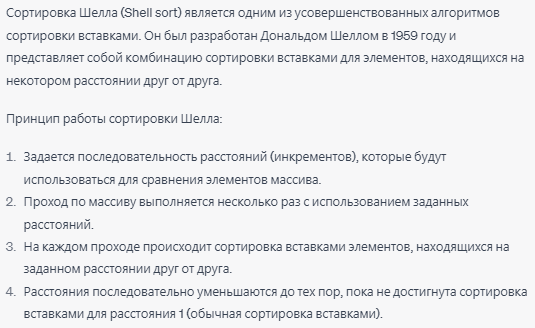 Сортировка Шелла (Shell sort) является одним из усовершенствованных алгоритмов
сортировки вставками. Он был разработан Дональдом Шеллом в 1959 году и
представляет собой комбинацию сортировки вставками для элементов, находящихся на
некотором расстоянии друг от друга.
Принцип работы сортировки Шелла:
1. Задается последовательность расстояний (инкрементов), которые будут
использоваться для сравнения элементов массива.
2. Проход по массиву выполняется несколько раз с использованием заданных
расстояний.
3. На каждом проходе происходит сортировка вставками элементов, находящихся на
заданном расстоянии друг от друга.
4. Расстояния последовательно уменьшаются до тех пор, пока не достигнута сортировка
вставками для расстояния 1 (обычная сортировка вставками).